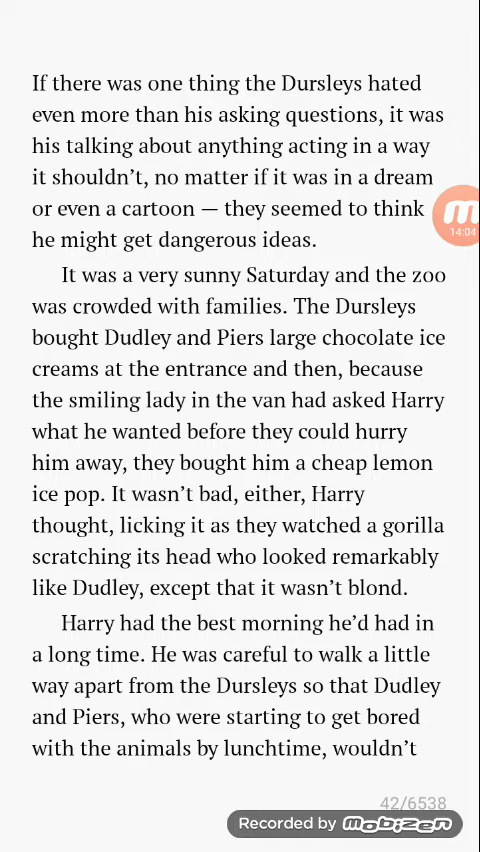 If there was one thing the Dursleys hated
even more than his asking questions, it was
his talking about anything acting in a way
it shouldn’t, no matter if it was in a dream
or even a cartoon — they seemed to think
he might get dangerous ideas.
It was a very sunny Saturday and the zoo
was crowded with families. The Dursleys
bought Dudley and Piers large chocolate ice
creams at the entrance and then, because
the smiling lady in the van had asked Harry
what he wanted before they could hurry
him away, they bought him a cheap lemon
ice pop. It wasn’t bad, either, Harry
thought, licking it as they watched a gorilla
scratching its head who looked remarkably
like Dudley, except that it wasn’t blond.
Harry had the best morning he’d had in
a long time. He was careful to walk a little
way apart from the Dursleys so that Dudley
and Piers, who were starting to get bored
with the animals by lunchtime, wouldn’t
14:04
42/6538
Recorded by mobizen